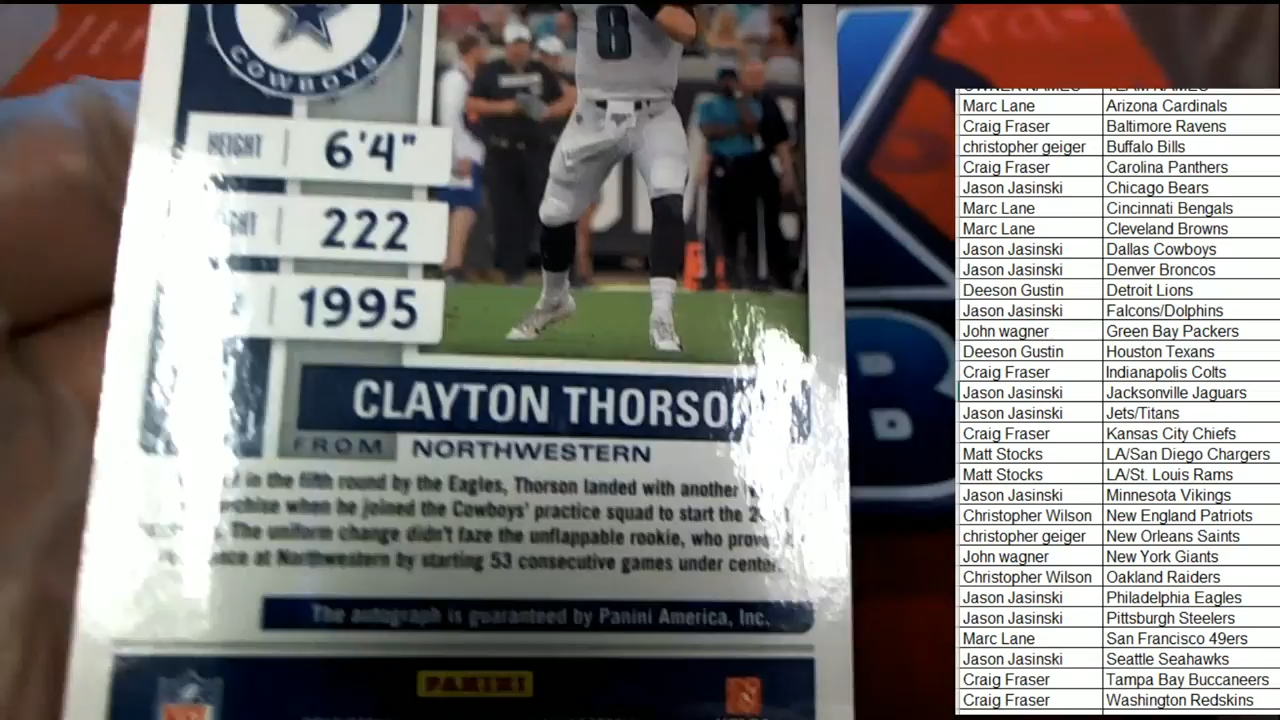 COWBOYS
8
HEIGHT 6'4"
222
1995
CLAYTON THORSO
FROM NORTHWESTERN
in the fifth round by the Eagles, Thorson landed with another
when he joined the Cowboys' practice squad to start the
The uniform change didn't faze the unflappable rookie, who
at Northwestern by starting 53 consecutive games under center.
The autograph is guaranteed by Panini America, Inc.
PANINI
B
OWNER NAMES TEAM NAMES
Marc Lane Arizona Cardinals
Craig Fraser Baltimore Ravens
christopher geiger Buffalo Bills
Craig Fraser Carolina Panthers
Jason Jasinski Chicago Bears
Marc Lane Cincinnati Bengals
Marc Lane Cleveland Browns
Jason Jasinski Dallas Cowboys
Jason Jasinski Denver Broncos
Deeson Gustin Detroit Lions
Jason Jasinski Falcons/Dolphins
John wagner Green Bay Packers
Deeson Gustin Houston Texans
Craig Fraser Indianapolis Colts
Jason Jasinski Jacksonville Jaguars
Jason Jasinski Jets/Titans
Craig Fraser Kansas City Chiefs
Matt Stocks LA/San Diego Chargers
Matt Stocks LA/St. Louis Rams
Jason Jasinski Minnesota Vikings
Christopher Wilson New England Patriots
christopher geiger New Orleans Saints
John wagner New York Giants
Christopher Wilson Oakland Raiders
Jason Jasinski Philadelphia Eagles
Jason Jasinski Pittsburgh Steelers
Marc Lane San Francisco 49ers
Jason Jasinski Seattle Seahawks
Craig Fraser Tampa Bay Buccaneers
Craig Fraser Washington Redskins